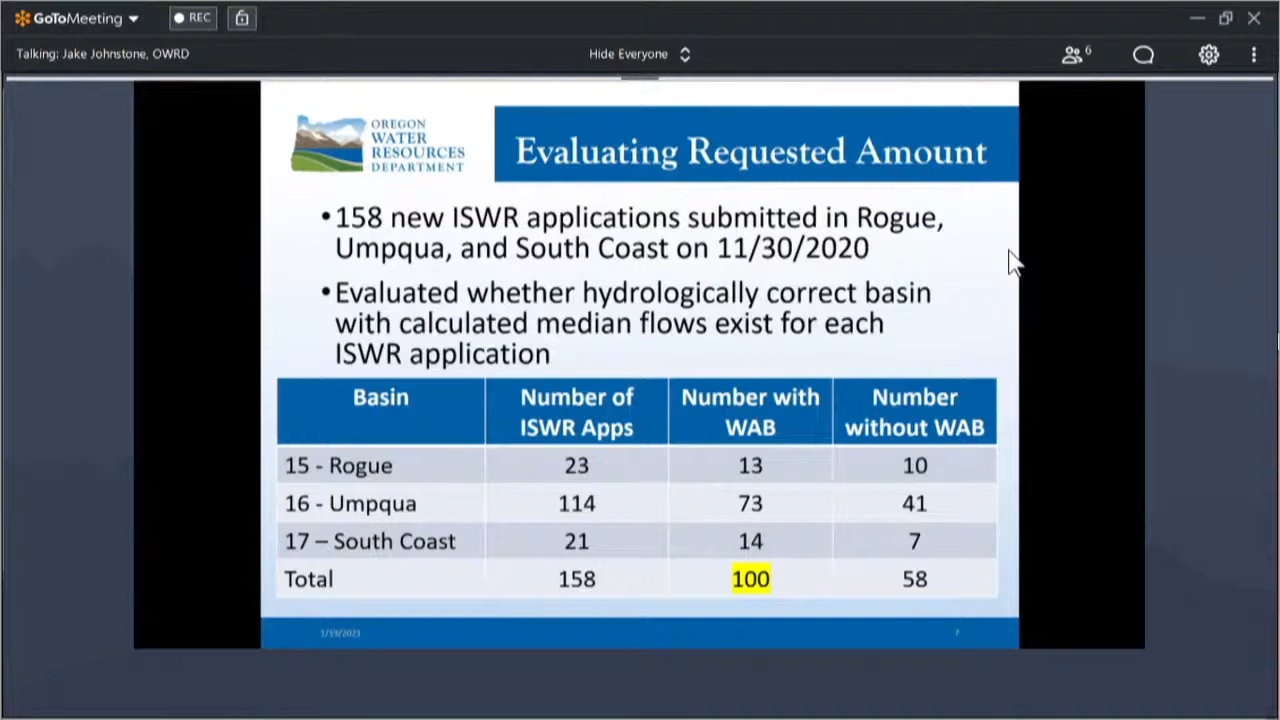 GoToMeeting
REC
Talking: Jake Johnstone, OWRD
Hide Everyone
6
OREGON
WATER
RESOURCES
DEPARTMENT
Evaluating Requested Amount
•158 new ISWR applications submitted in Rogue,
Umpqua, and South Coast on 11/30/2020
•Evaluated whether hydrologically correct basin
with calculated median flows exist for each
ISWR application
Basin Number of ISWR Apps Number with WAB Number without WAB
15 - Rogue 23 13 10
16 - Umpqua 114 73 41
17 – South Coast 21 14 7
Total 158 100 58
1/19/2021 7